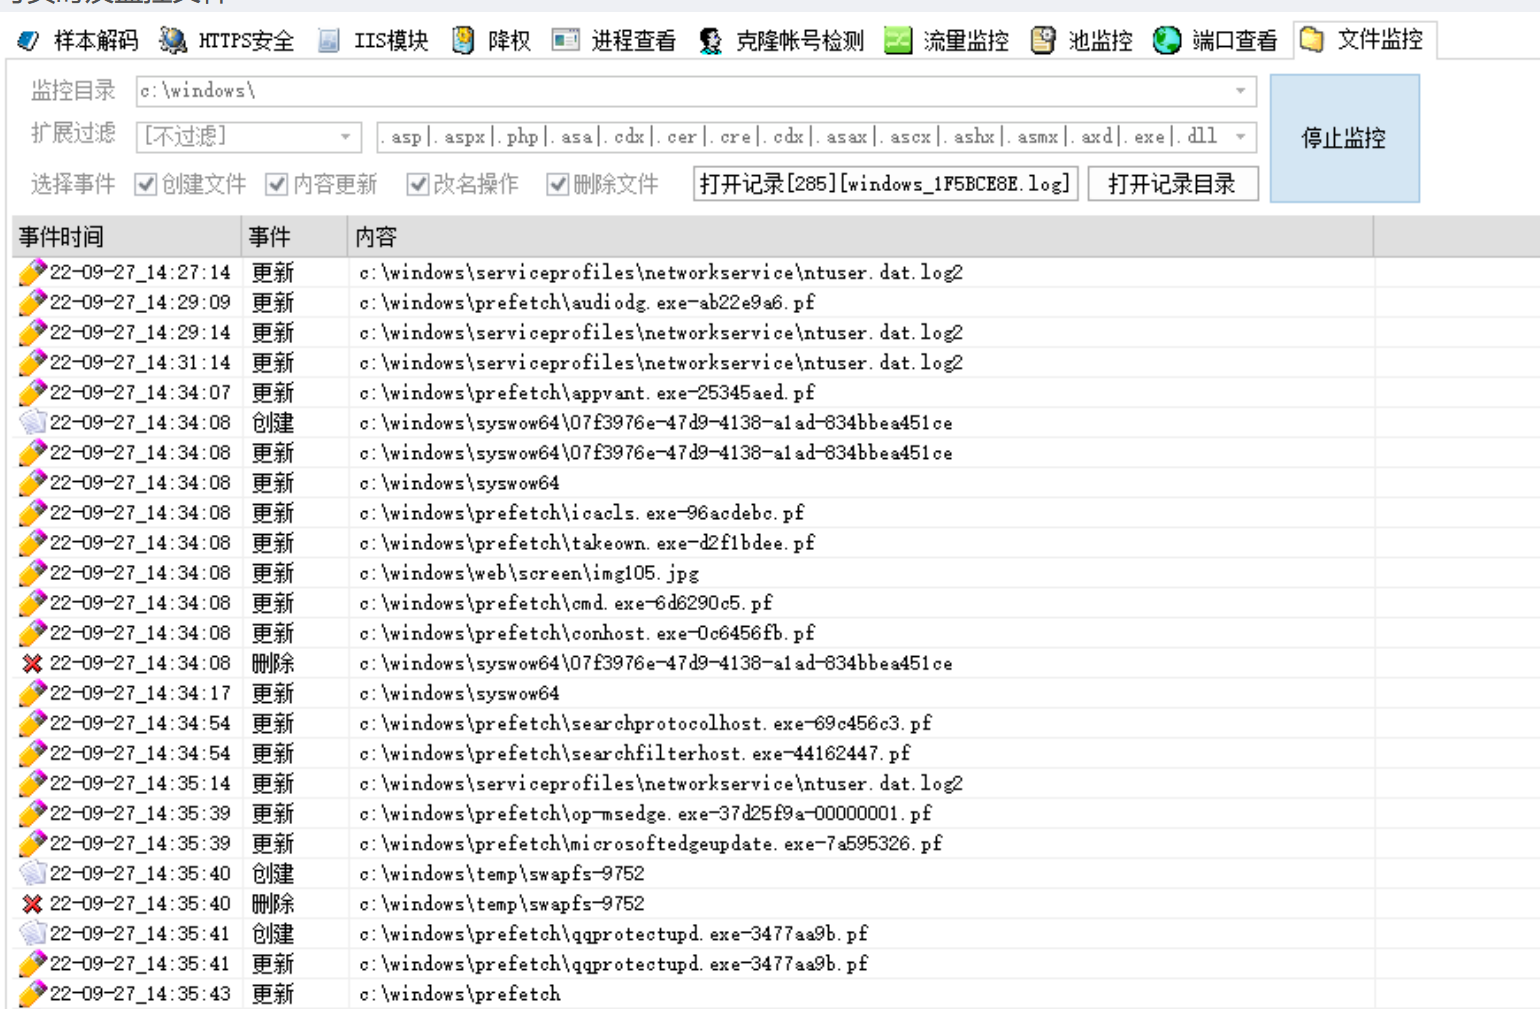 样本解码 HTTPS安全 IIS模块 降权 进程查看 克隆帐号检测 流量监控 池监控 端口查看 文件监控
监控目录 c:\windows\
扩展过滤 [不过滤] .asp|.aspx|.php|.asa|.cdx|.cer|.cre|.cdx|.asax|.ascx|.ashx|.asmx|.axd|.exe|.dll
停止监控
选择事件 创建文件 内容更新 改名操作 删除文件 打开记录[285][windows_1F5BCE8E.log] 打开记录目录
事件时间 事件 内容
22-09-27_14:27:14 更新 c:\windows\serviceprofiles\networkservice\ntuser.dat.log2
22-09-27_14:29:09 更新 c:\windows\prefetch\audiodg.exe-ab22e9a6.pf
22-09-27_14:29:14 更新 c:\windows\serviceprofiles\networkservice\ntuser.dat.log2
22-09-27_14:31:14 更新 c:\windows\serviceprofiles\networkservice\ntuser.dat.log2
22-09-27_14:34:07 更新 c:\windows\prefetch\appvant.exe-25345aed.pf
22-09-27_14:34:08 创建 c:\windows\syswow64\07f3976e-47d9-4138-a1ad-834bbea451ce
22-09-27_14:34:08 更新 c:\windows\syswow64\07f3976e-47d9-4138-a1ad-834bbea451ce
22-09-27_14:34:08 更新 c:\windows\syswow64
22-09-27_14:34:08 更新 c:\windows\prefetch\icacls.exe-96acdebc.pf
22-09-27_14:34:08 更新 c:\windows\prefetch\takeown.exe-d2f1bdee.pf
22-09-27_14:34:08 更新 c:\windows\web\screen\img105.jpg
22-09-27_14:34:08 更新 c:\windows\prefetch\cmd.exe-6d6290c5.pf
22-09-27_14:34:08 更新 c:\windows\prefetch\conhost.exe-0c6456fb.pf
22-09-27_14:34:08 删除 c:\windows\syswow64\07f3976e-47d9-4138-a1ad-834bbea451ce
22-09-27_14:34:17 更新 c:\windows\syswow64
22-09-27_14:34:54 更新 c:\windows\prefetch\searchprotocolhost.exe-69c456c3.pf
22-09-27_14:34:54 更新 c:\windows\prefetch\searchfilterhost.exe-44162447.pf
22-09-27_14:35:14 更新 c:\windows\serviceprofiles\networkservice\ntuser.dat.log2
22-09-27_14:35:39 更新 c:\windows\prefetch\op-msedge.exe-37d25f9a-00000001.pf
22-09-27_14:35:39 更新 c:\windows\prefetch\microsoftedgeupdate.exe-7a595326.pf
22-09-27_14:35:40 创建 c:\windows\temp\swapfs-9752
22-09-27_14:35:40 删除 c:\windows\temp\swapfs-9752
22-09-27_14:35:41 创建 c:\windows\prefetch\qqprotectupd.exe-3477aa9b.pf
22-09-27_14:35:41 更新 c:\windows\prefetch\qqprotectupd.exe-3477aa9b.pf
22-09-27_14:35:43 更新 c:\windows\prefetch